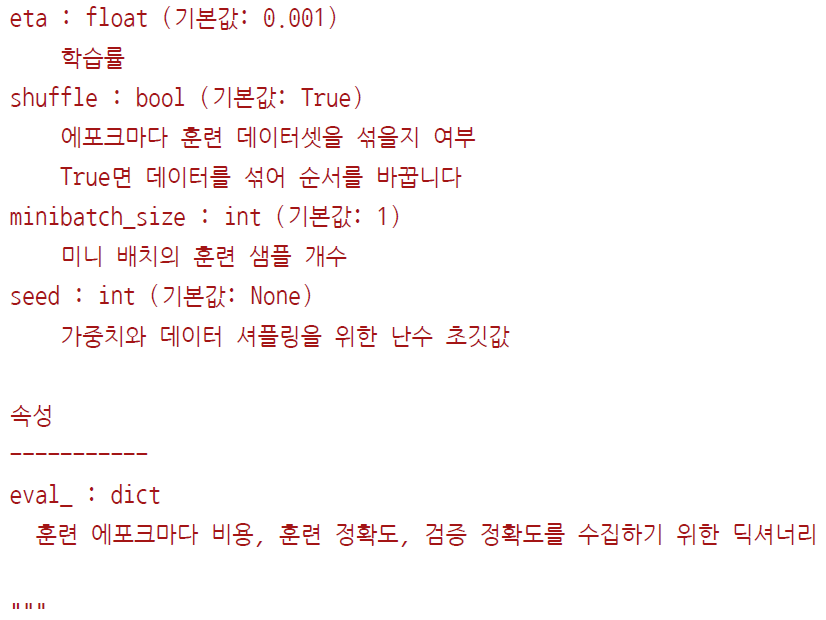 eta : float (기본값: 0.001)
학습률
shuffle : bool (기본값: True)
에포크마다 훈련 데이터셋을 섞을지 여부
True면 데이터를 섞어 순서를 바꿉니다
minibatch_size : int (기본값: 1)
미니 배치의 훈련 샘플 개수
seed : int (기본값: None)
가중치와 데이터 셔플링을 위한 난수 초깃값
속성
-----------
eval_ : dict
훈련 에포크마다 비용, 훈련 정확도, 검증 정확도를 수집하기 위한 딕셔너리
"""